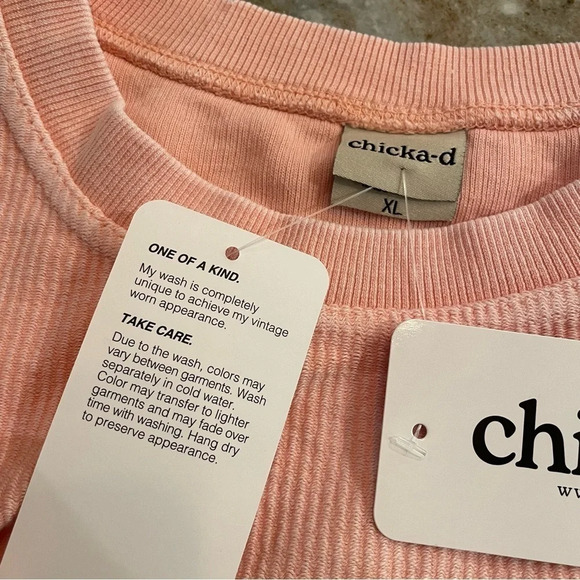 chicka-d
XL
ONE OF A KIND.
My wash is completely
unique to achieve my vintage
worn appearance.
TAKE CARE.
Due to the wash, colors may
vary between garments. Wash
separately in cold water.
Color may transfer to lighter
garments and may fade over
time with washing. Hang dry
to preserve appearance.
chi